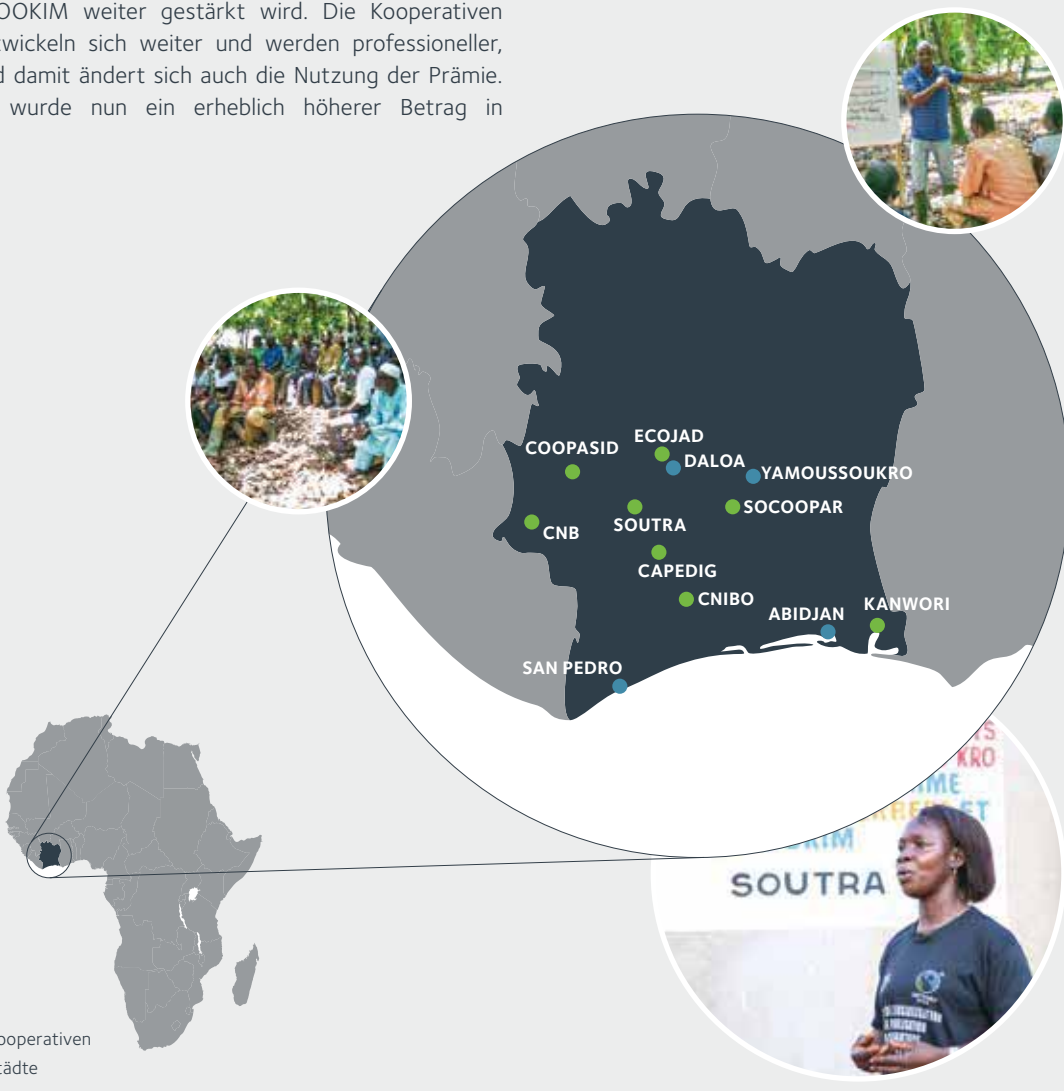 OOKIM weiter gestärkt wird. Die Kooperativen
twickeln sich weiter und werden professioneller,
d damit ändert sich auch die Nutzung der Prämie.
wurde nun ein erheblich höherer Betrag in
COOPASID
ECOJAD
DALOA
YAMOUSSOUKRO
SOUTRA
SOCOOPAR
CNB
CAPEDIG
CNIBO
ABIDJAN
KANWORI
SAN PEDRO
KRO
SOUTRA
ooperativen
tädte